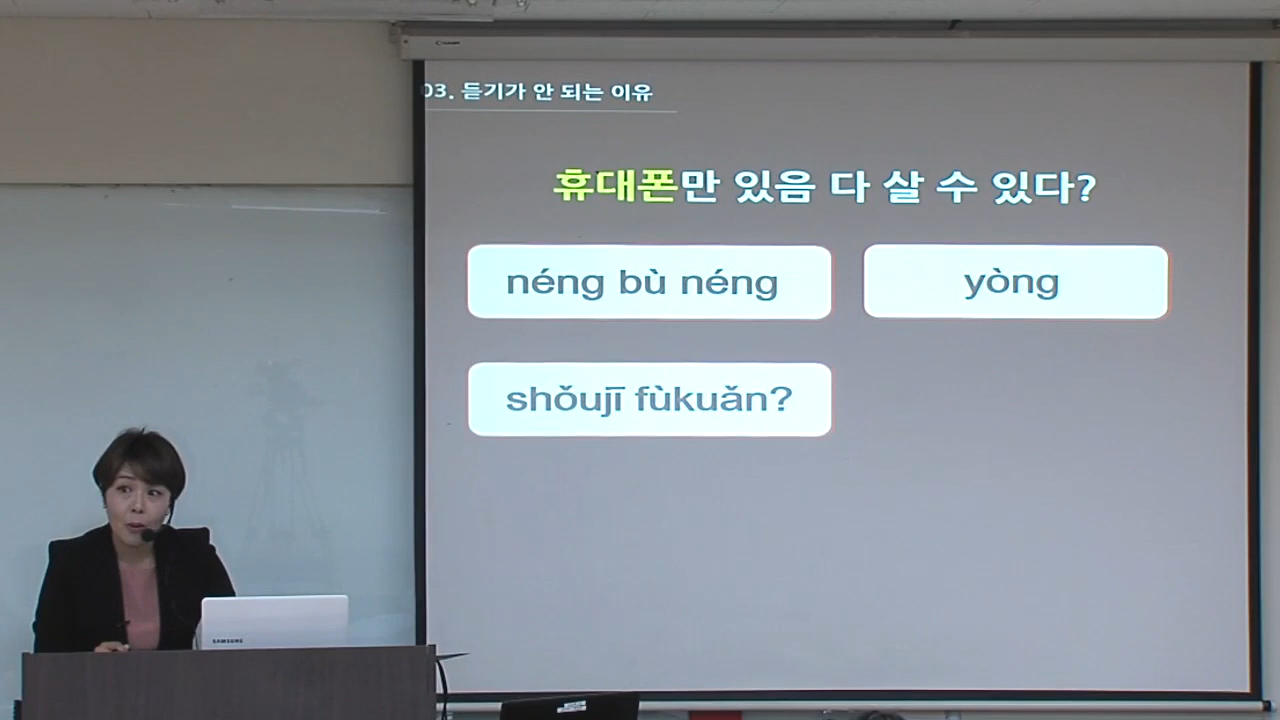 03. 듣기가 안 되는 이유
휴대폰만 있음 다 살 수 있다?
néng bù néng
yòng
shǒujī fùkuǎn?
SAMSUNG